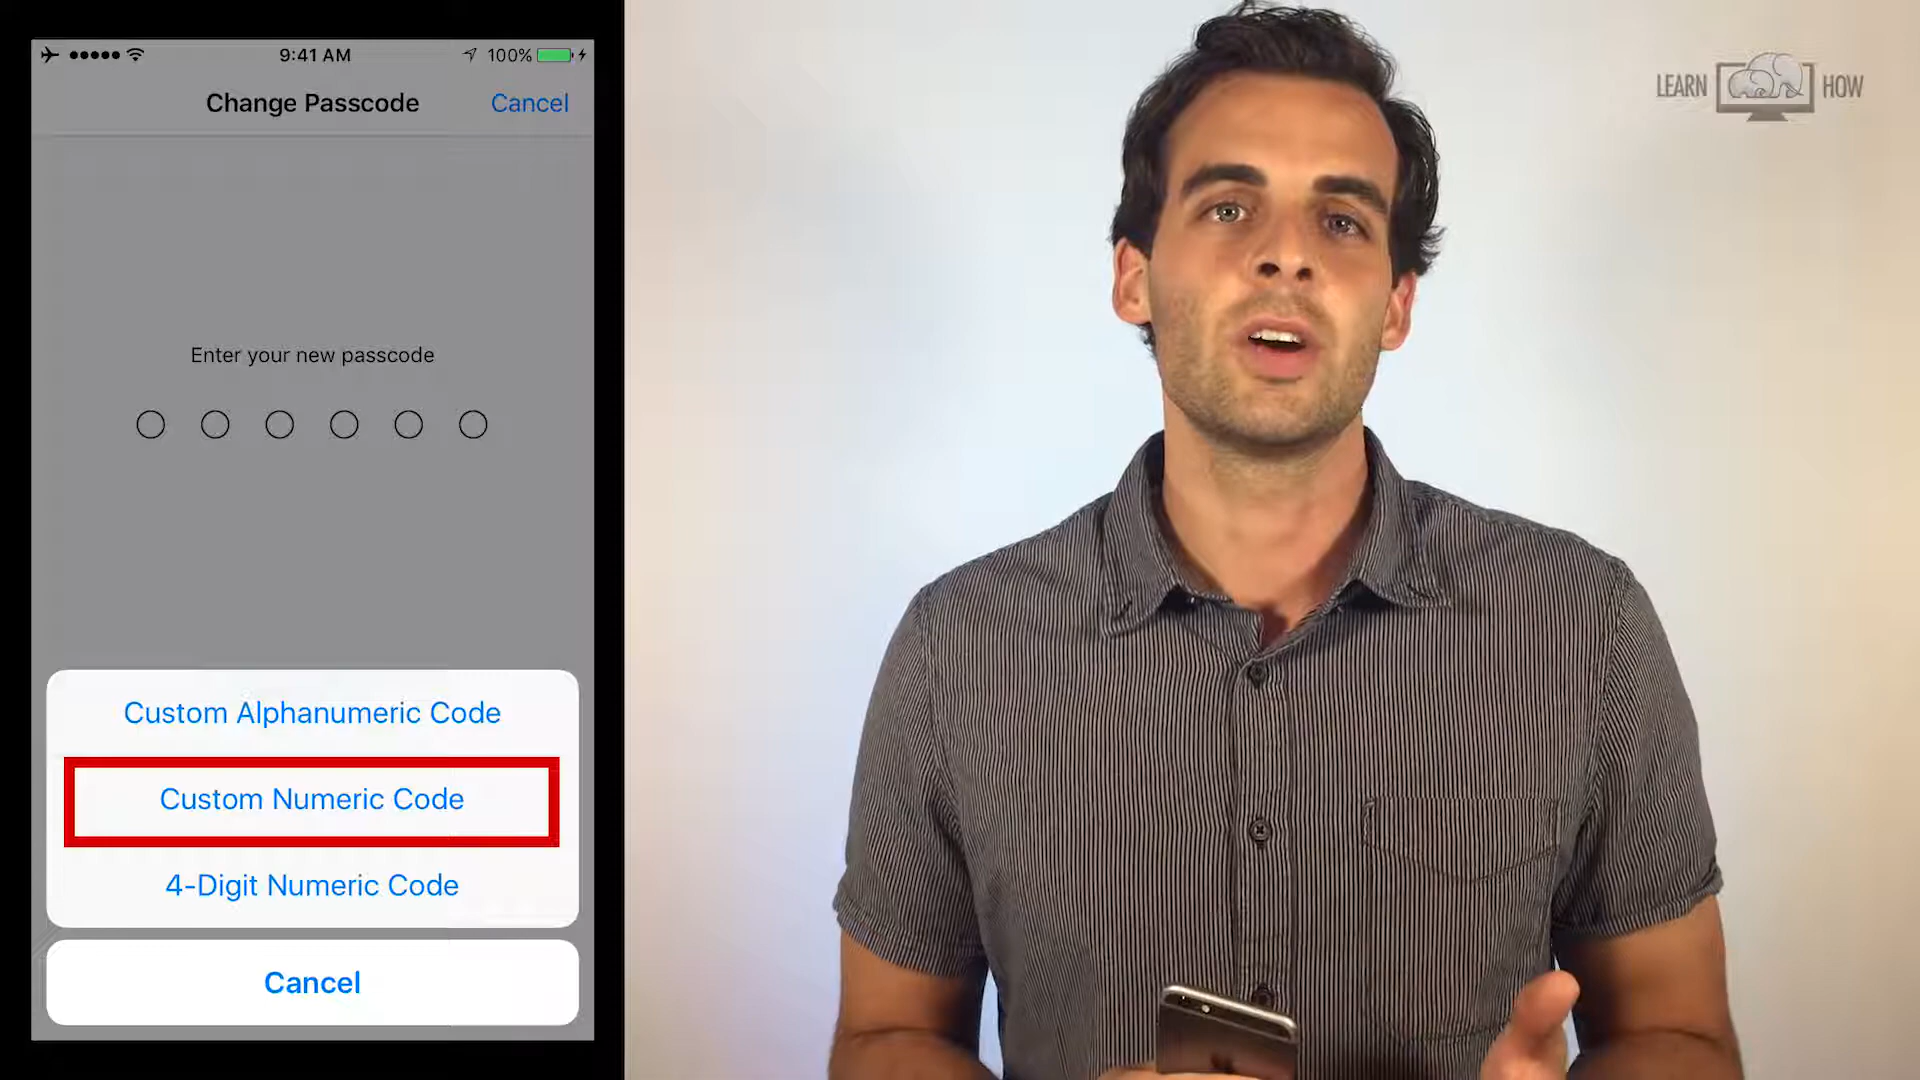 9:41 AM
100%
Change Passcode
Cancel
Enter your new passcode
Custom Alphanumeric Code
Custom Numeric Code
4-Digit Numeric Code
Cancel
LEARN HOW